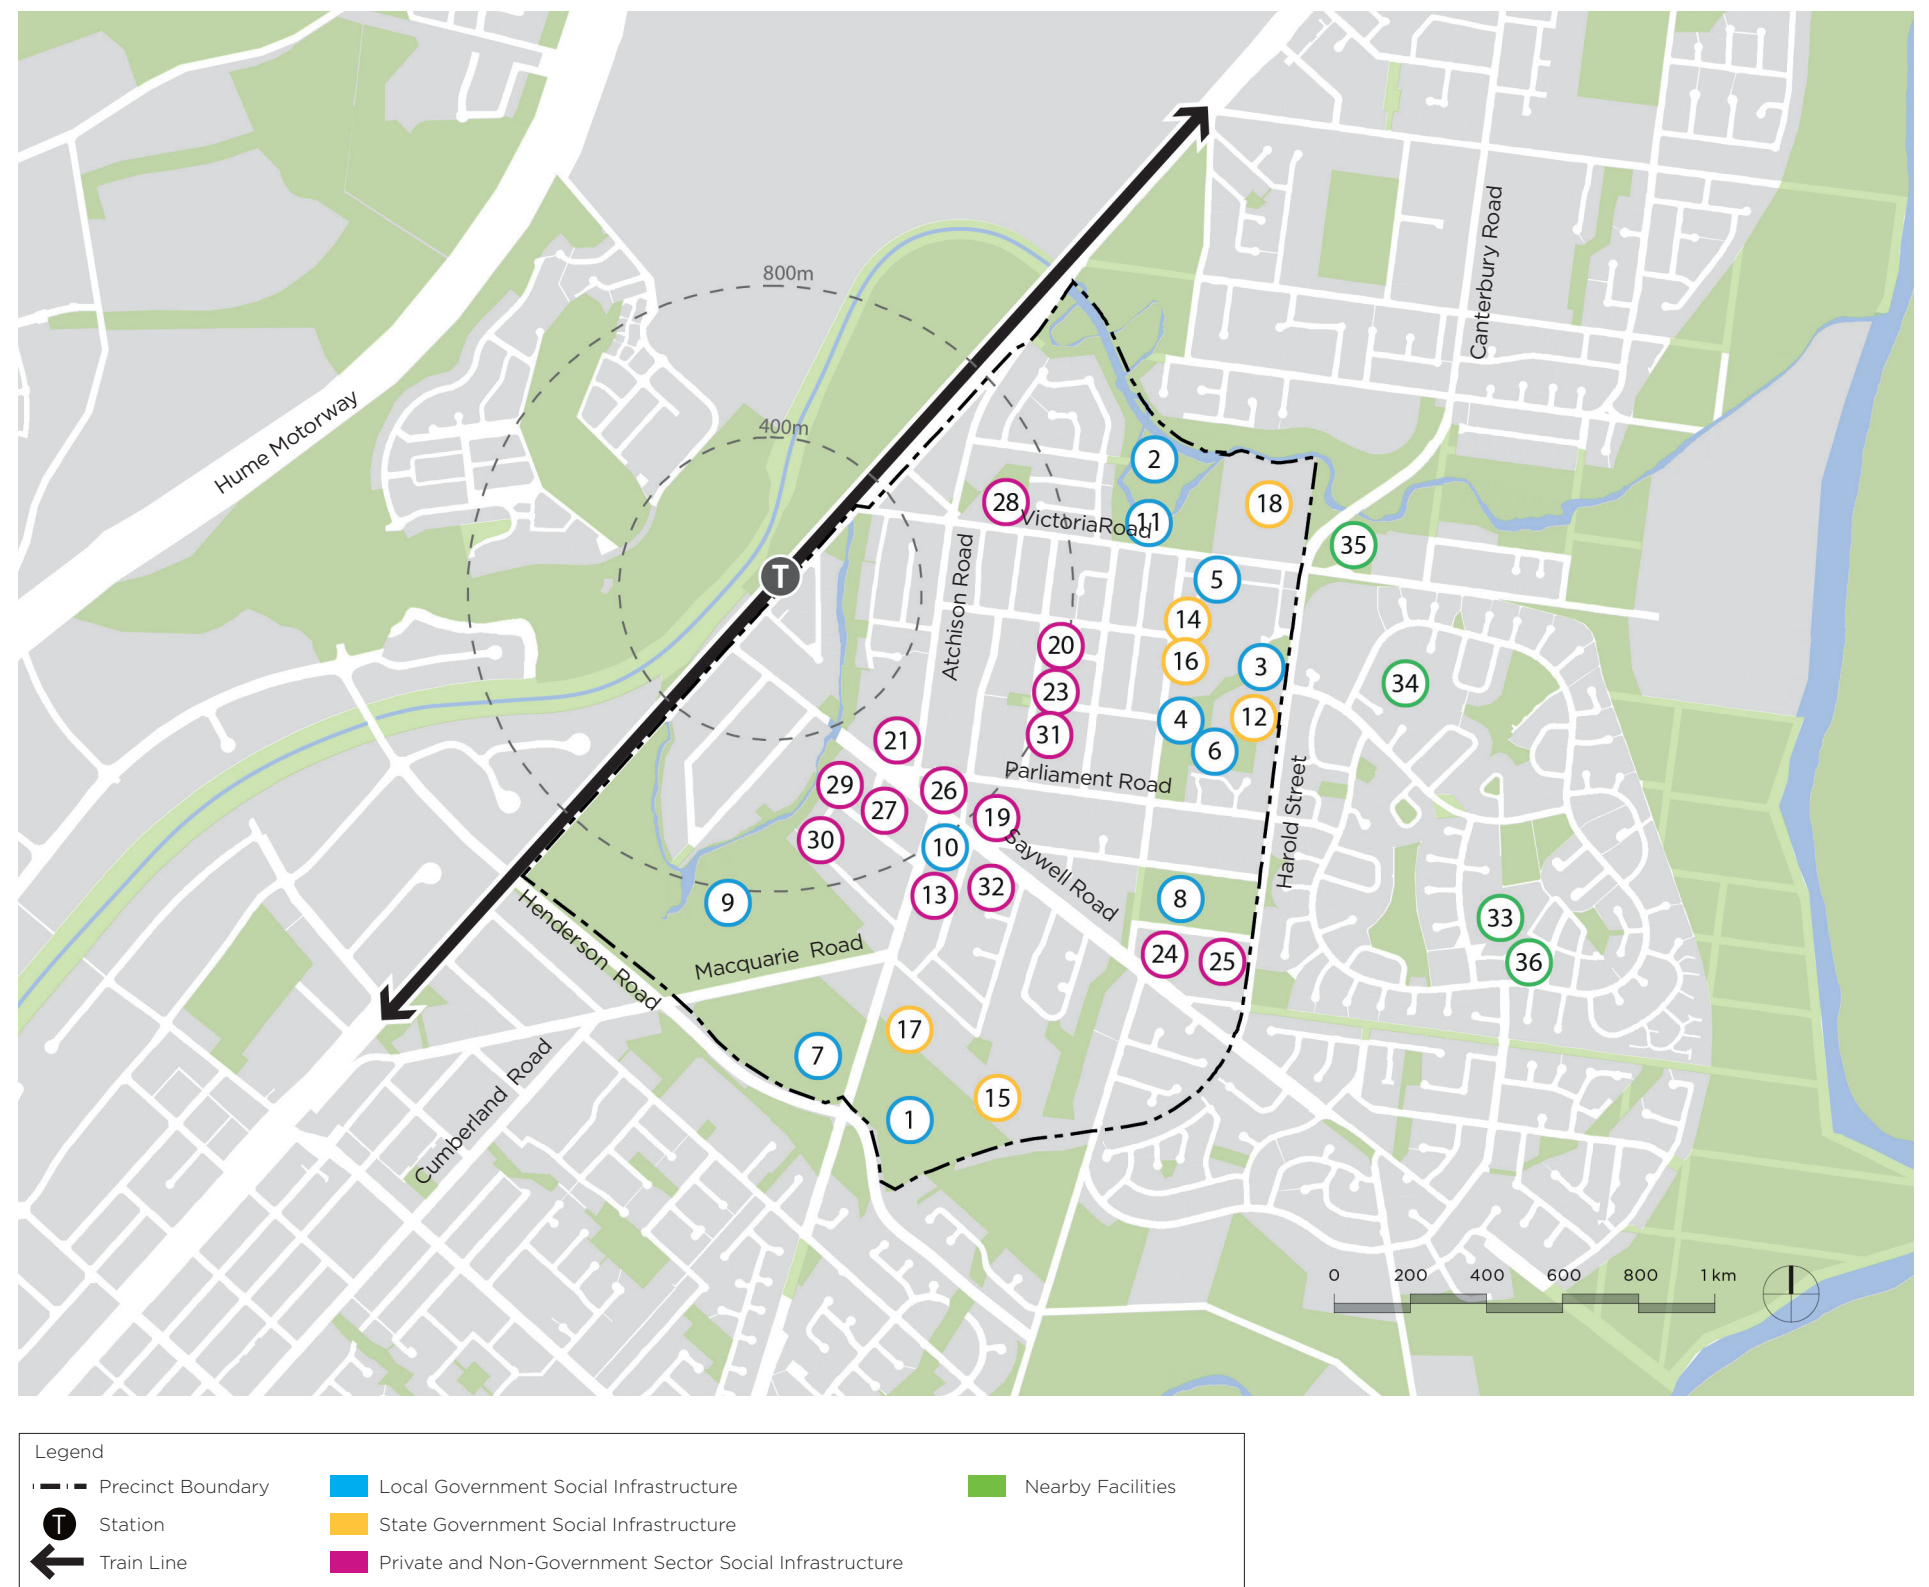 800m
400m
Hume Motorway
Canterbury Road
2
18
28
VictoriaRoad
11
35
5
T
Atchison Road
14
20
16
3
34
23
4
12
21
31
6
Parliament Road
29
26
27
19
Harold Street
30
10
Saywell Road
32
13
8
9
33
Henderson Road
Macquarie Road
24
25
36
17
7
Cumberland Road
15
1
0 200 400 600 800 1 km
Legend
Precinct Boundary
Local Government Social Infrastructure
Nearby Facilities
T
Station
State Government Social Infrastructure
Train Line
Private and Non-Government Sector Social Infrastructure